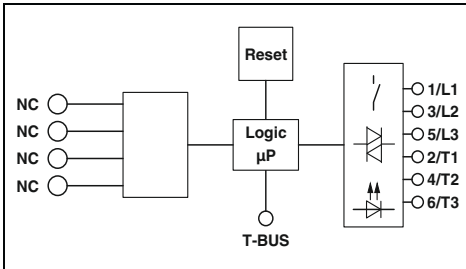 Reset
NC
NC
NC
NC
Logic
µP
T-BUS
1/L1
3/L2
5/L3
2/T1
4/T2
6/T3